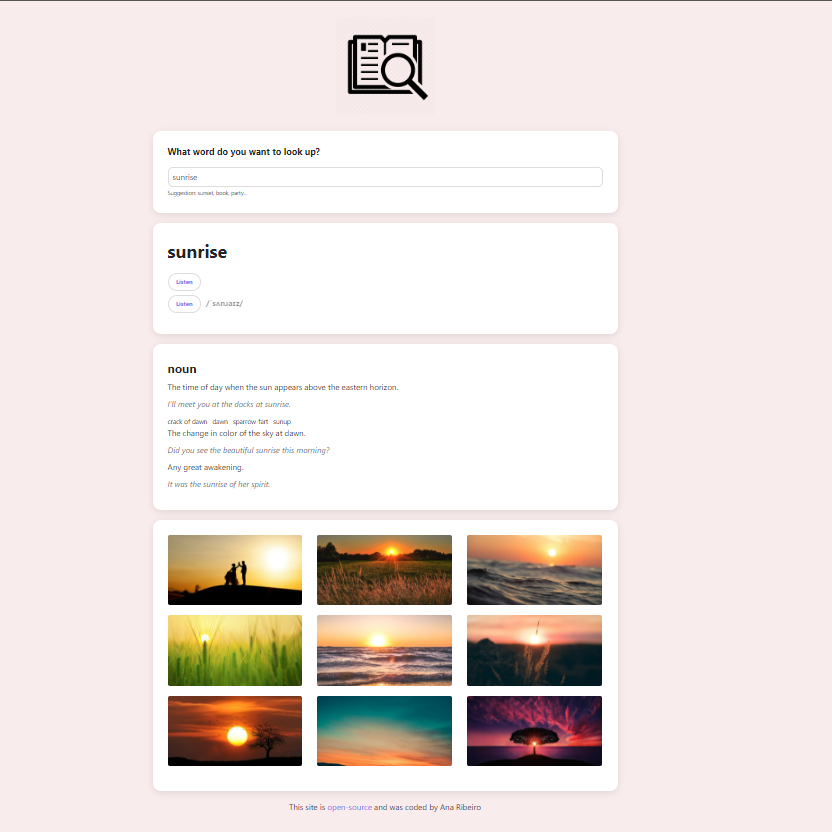 What word do you want to look up?
sunrise
Suggestion: sunset, book, party...
sunrise
Listen
Listen /ˈsʌnɹaɪz/
noun
The time of day when the sun appears above the eastern horizon.
I'll meet you at the docks at sunrise.
crack of dawn dawn sparrow-fart sunup
The change in color of the sky at dawn.
Did you see the beautiful sunrise this morning?
Any great awakening.
It was the sunrise of her spirit.
This site is open-source and was coded by Ana Ribeiro